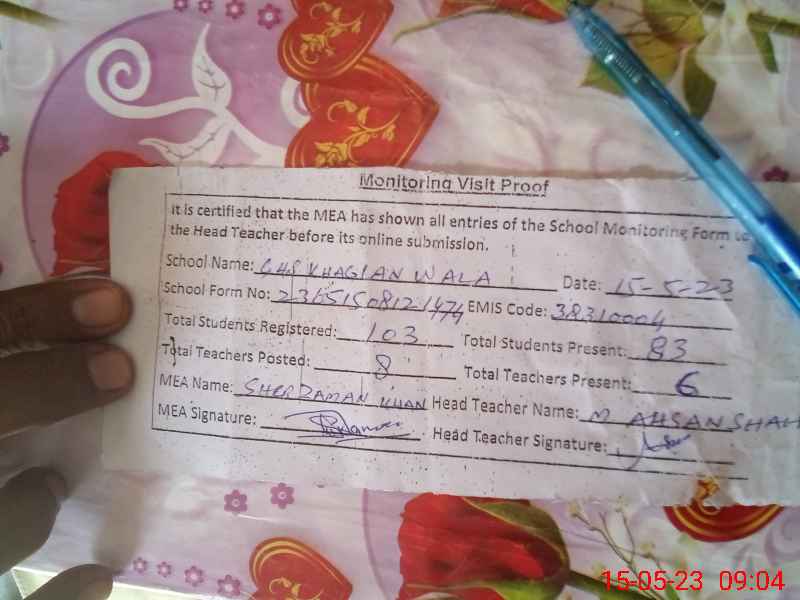 Monitoring Visit Proof
It is certified that the MEA has shown all entries of the School Monitoring Form to
the Head Teacher before its online submission.
School Name: GHS KHAGLAN WALA Date: 15-5-23
School Form No: EMIS Code: 38310004
Total Students Registered: 103 Total Students Present: 83
Total Teachers Posted: 8 Total Teachers Present: 6
MEA Name: SHER ZAMAN KHAN Head Teacher Name: M AHSAN SHAH
MEA Signature: Head Teacher Signature:
15-05-23 09:04